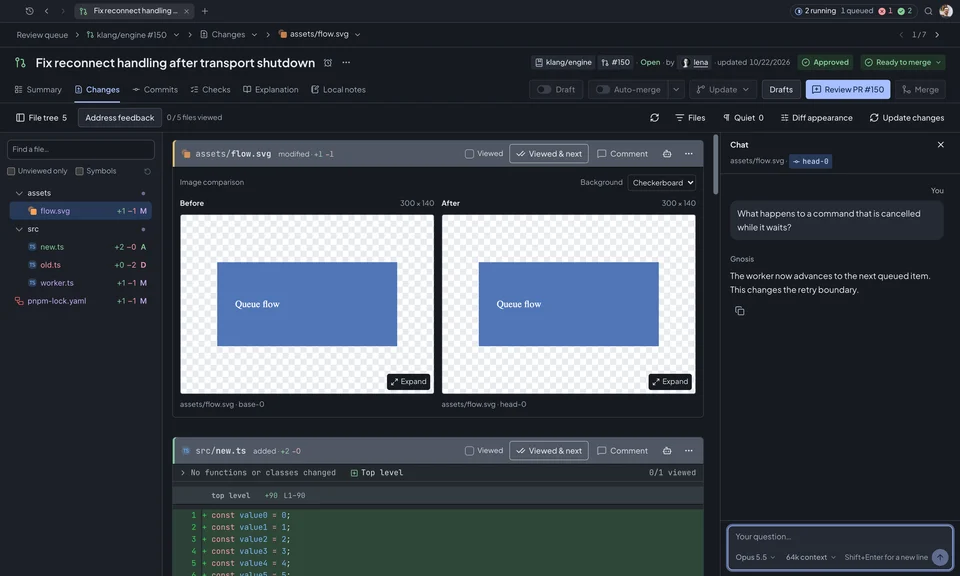 Fix reconnect handling ...
2 running 1 queued 1 2
Review queue klang/engine #150 Changes assets/flow.svg
1 / 7
Fix reconnect handling after transport shutdown
klang/engine #150 · Open · by lena · updated 10/22/2026 Approved Ready to merge
Summary Changes Commits Checks Explanation Local notes
Draft Auto-merge Update Drafts Review PR #150 Merge
File tree 5 Address feedback 0 / 5 files viewed
Files Quiet 0 Diff appearance Update changes
Find a file...
Unviewed only Symbols
assets
flow.svg +1 −1 M
src
TS new.ts +2 −0 A
TS old.ts +0 −2 D
TS worker.ts +1 −1 M
pnpm-lock.yaml +1 −1 M
assets/flow.svg modified · +1 −1 Viewed Viewed & next Comment
Image comparison Background Checkerboard
Before 300 × 140 After 300 × 140
Queue flow
Queue flow
Expand
Expand
assets/flow.svg · base-0 assets/flow.svg · head-0
TS src/new.ts added · +2 −0 Viewed Viewed & next Comment
No functions or classes changed Top level 0/1 viewed
top level +90 L1–90
1 + const value0 = 0;
2 + const value1 = 1;
3 + const value2 = 2;
4 + const value3 = 3;
5 + const value4 = 4;
6 + const value5 = 5;
Chat
assets/flow.svg · head-0
You
What happens to a command that is cancelled
while it waits?
Gnosis
The worker now advances to the next queued item.
This changes the retry boundary.
Your question...
Opus 5.5 64k context Shift+Enter for a new line